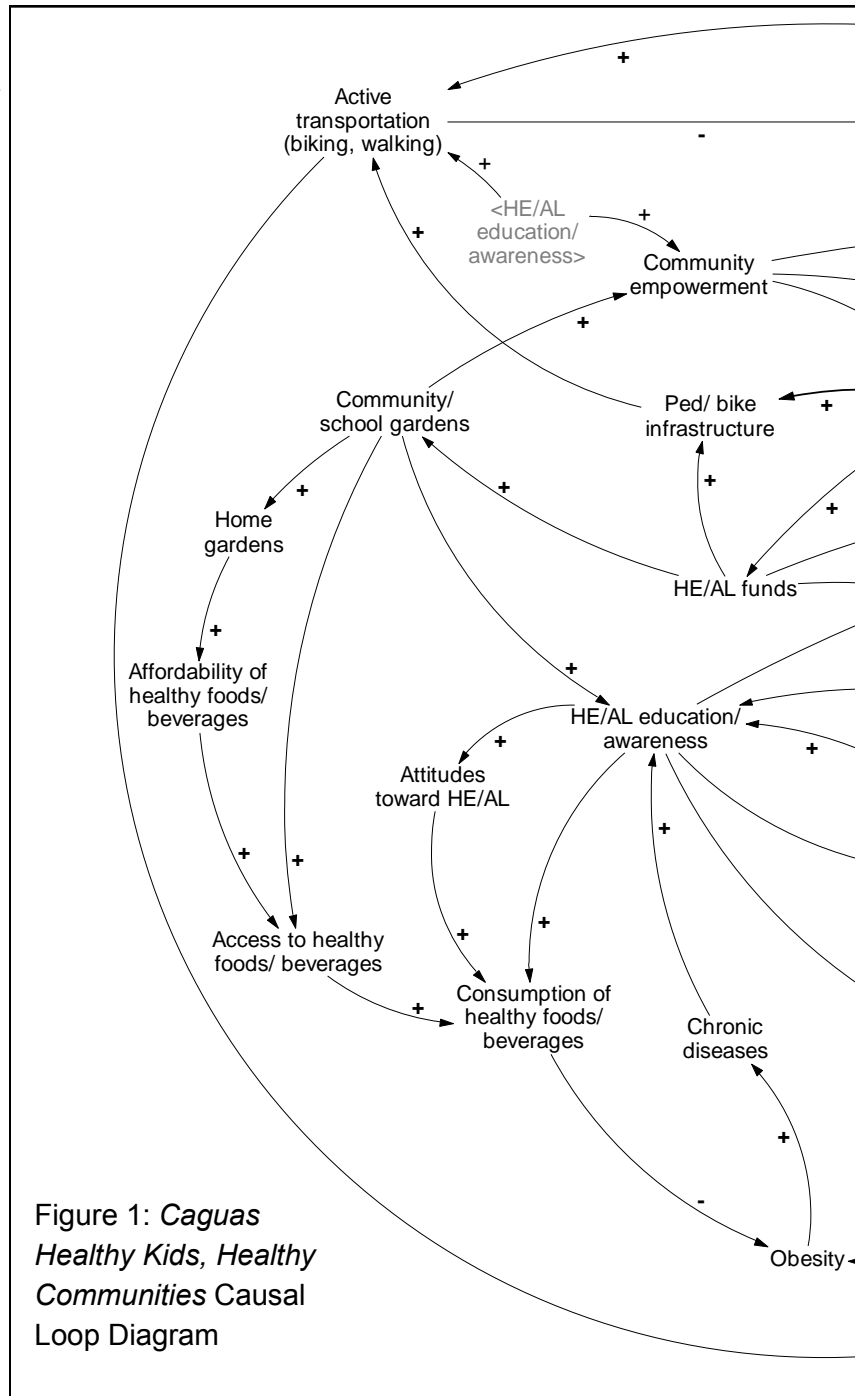 +
Active
transportation
(biking, walking)
-
+
<HE/AL
education/
awareness>
+
+
Community
empowerment
+
Community/
school gardens
Ped/ bike
infrastructure
+
+
+
+
+
Home
gardens
HE/AL funds
+
+
Affordability of
healthy foods/
beverages
HE/AL education/
awareness
+
+
Attitudes
toward HE/AL
+
+
+
+
+
Access to healthy
foods/ beverages
+
Consumption of
healthy foods/
beverages
Chronic
diseases
+
-
Obesity
Figure 1: Caguas
Healthy Kids, Healthy
Communities Causal
Loop Diagram